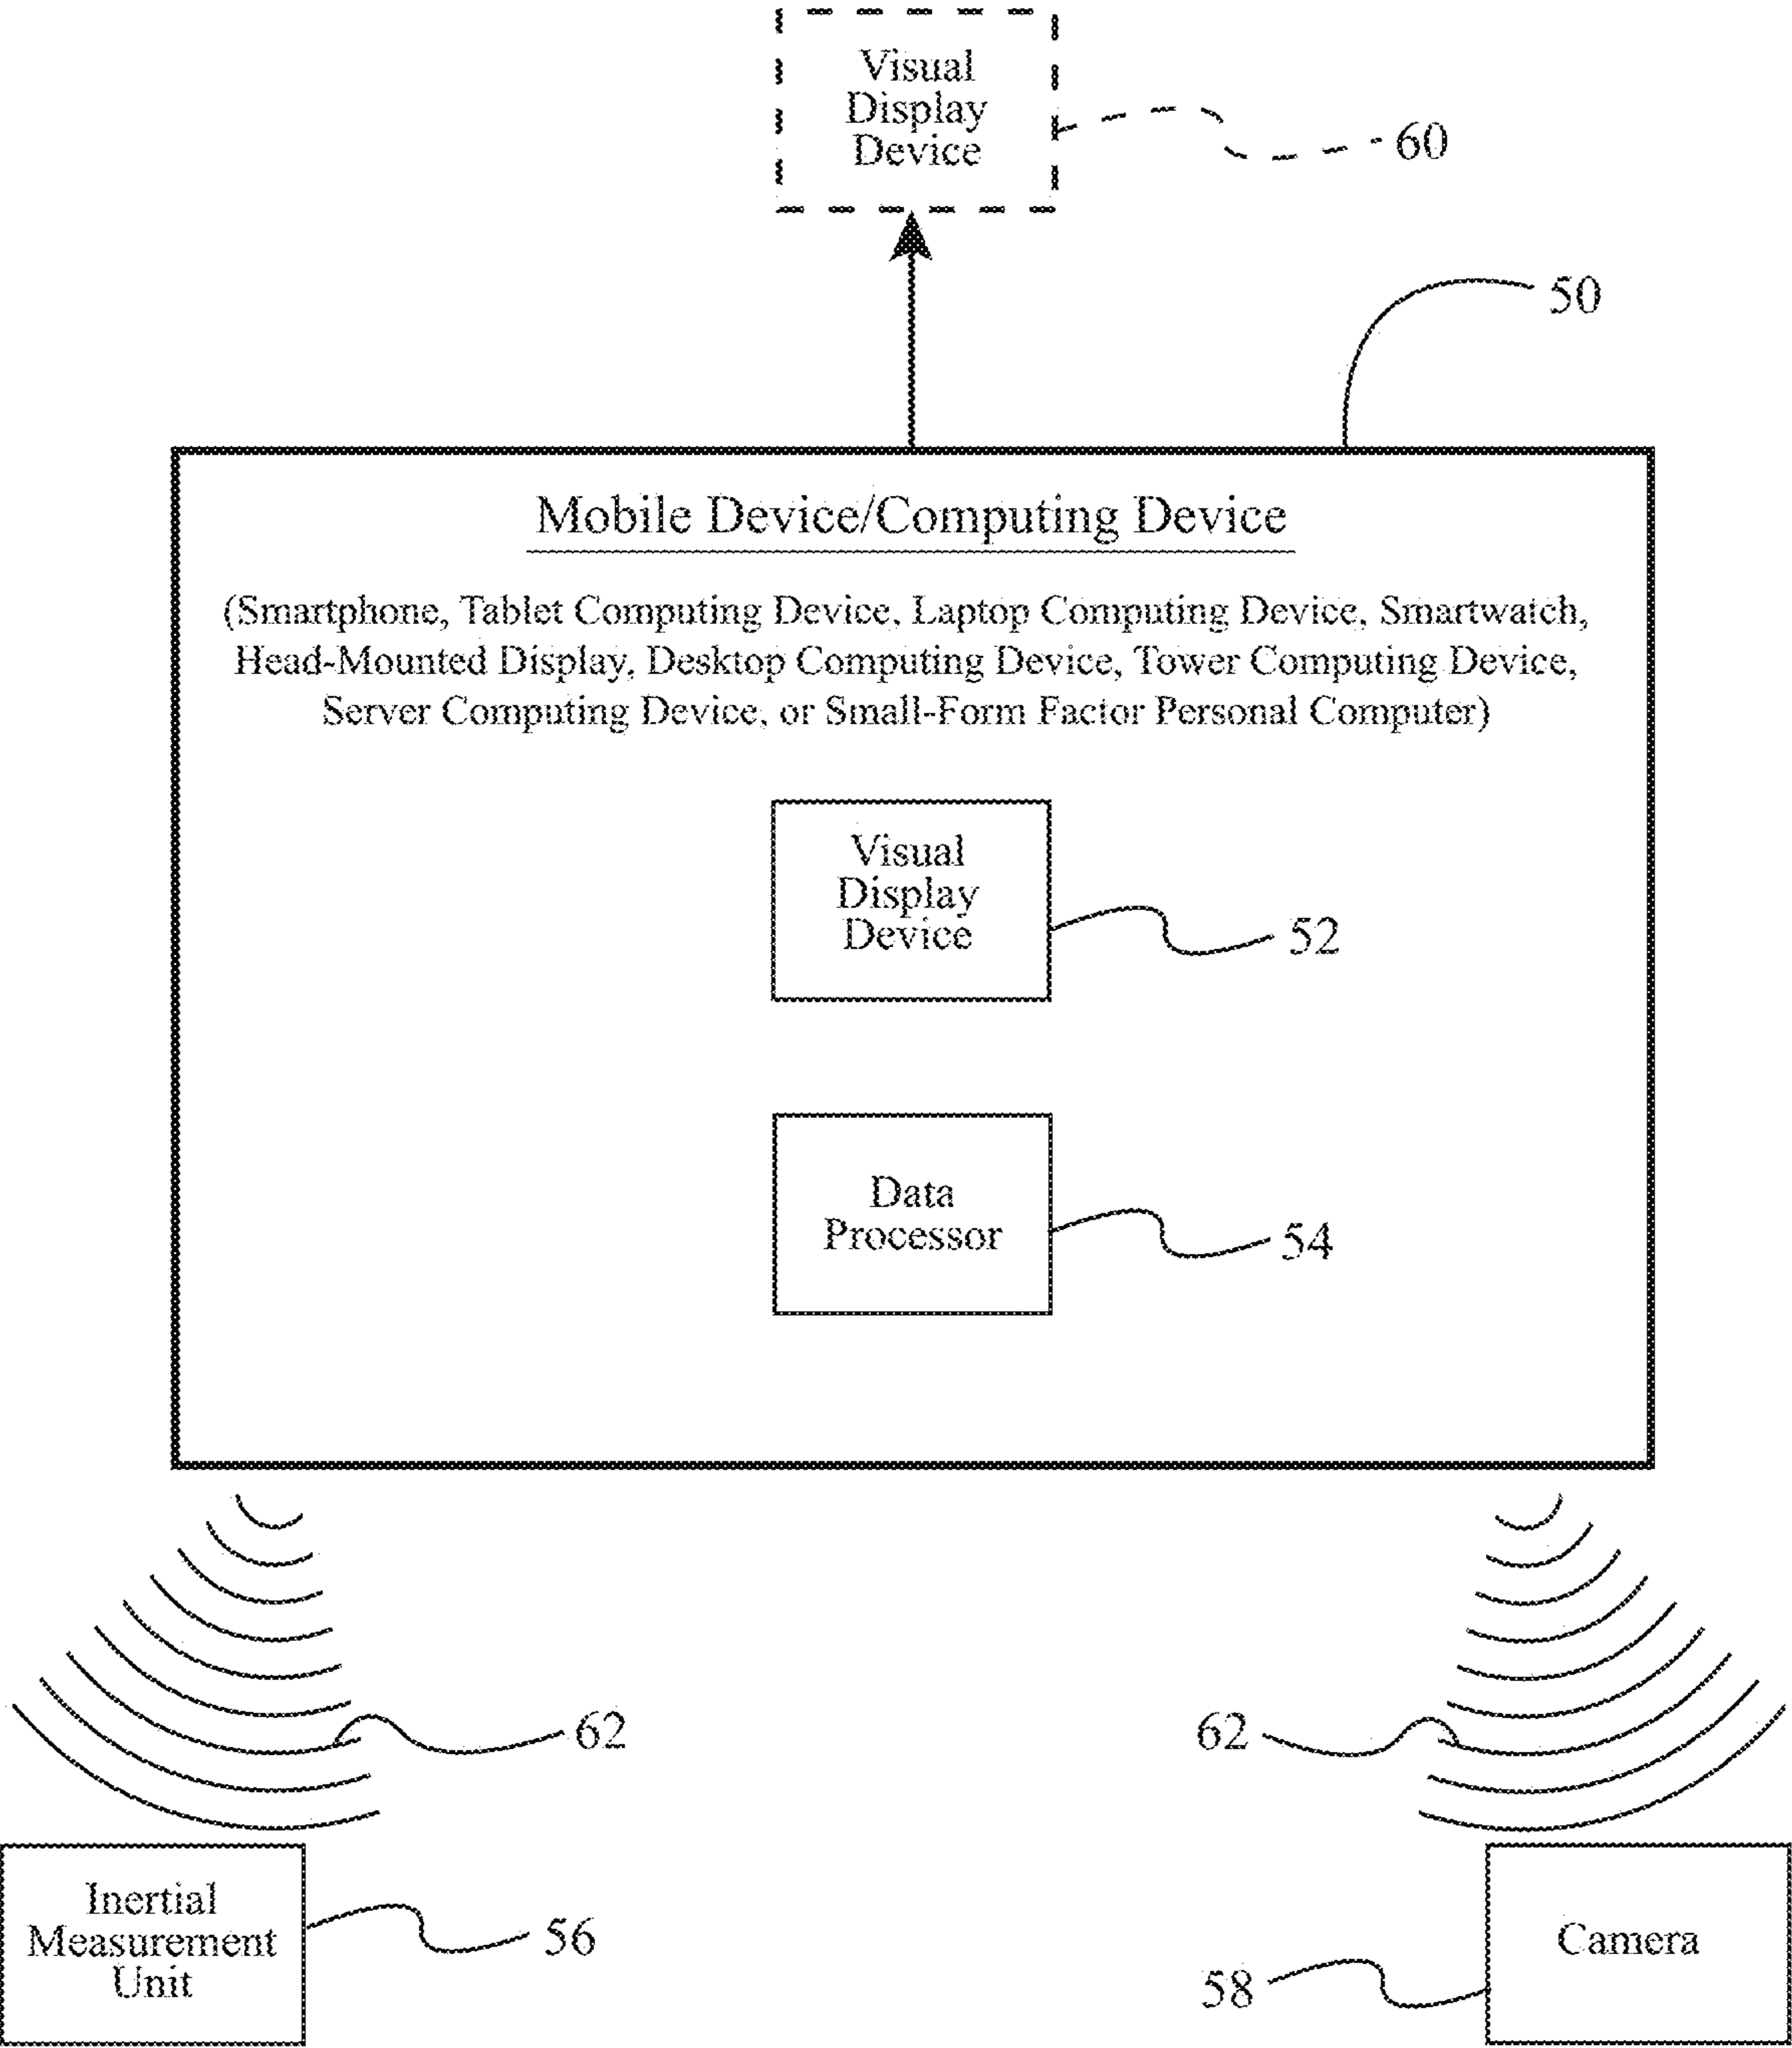 Visual
Display
Device
60
50
Mobile Device/Computing Device
(Smartphone, Tablet Computing Device, Laptop Computing Device, Smartwatch,
Head-Mounted Display, Desktop Computing Device, Tower Computing Device,
Server Computing Device, or Small-Form Factor Personal Computer)
Visual
Display
Device
52
Data
Processor
54
62
62
Inertial
Measurement
Unit
56
58
Camera